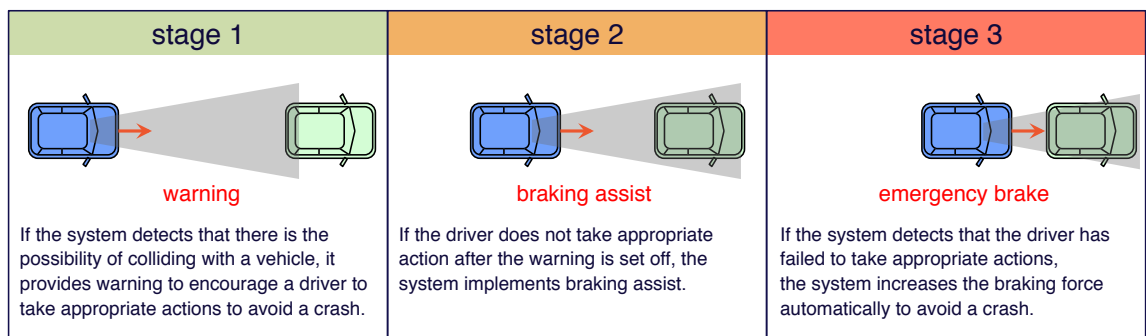 stage 1
stage 2
stage 3
warning
braking assist
emergency brake
If the system detects that there is the
possibility of colliding with a vehicle, it
provides warning to encourage a driver to
take appropriate actions to avoid a crash.
If the driver does not take appropriate
action after the warning is set off, the
system implements braking assist.
If the system detects that the driver has
failed to take appropriate actions,
the system increases the braking force
automatically to avoid a crash.